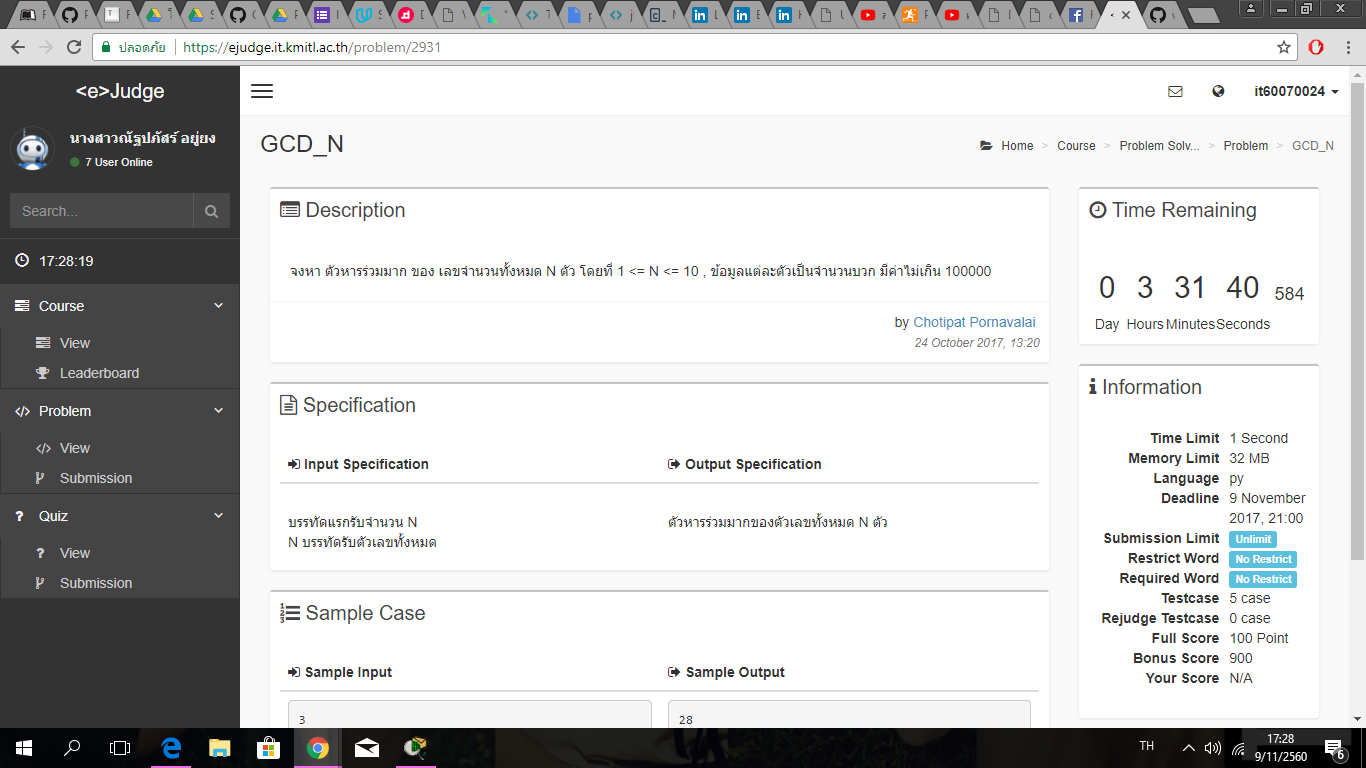 ปลอดภัย https://ejudge.it.kmitl.ac.th/problem/2931
<e>Judge
it60070024
นางสาวณัฐปภัสร์ อยู่ยง
7 User Online
Search...
17:28:19
Course
View
Leaderboard
Problem
View
Submission
Quiz
View
Submission
GCD_N
Home > Course > Problem Solv... > Problem > GCD_N
Description
จงหา ตัวหารร่วมมาก ของ เลขจำนวนทั้งหมด N ตัว โดยที่ 1 <= N <= 10 , ข้อมูลแต่ละตัวเป็นจำนวนบวก มีค่าไม่เกิน 100000
by Chotipat Pornavalai
24 October 2017, 13:20
Specification
Input Specification
Output Specification
บรรทัดแรกรับจำนวน N
N บรรทัดรับตัวเลขทั้งหมด
ตัวหารร่วมมากของตัวเลขทั้งหมด N ตัว
Sample Case
Sample Input
Sample Output
3
28
Time Remaining
0 3 31 40 584
Day Hours Minutes Seconds
Information
Time Limit 1 Second
Memory Limit 32 MB
Language py
Deadline 9 November
2017, 21:00
Submission Limit Unlimit
Restrict Word No Restrict
Required Word No Restrict
Testcase 5 case
Rejudge Testcase 0 case
Full Score 100 Point
Bonus Score 900
Your Score N/A
TH
17:28
9/11/2560
6